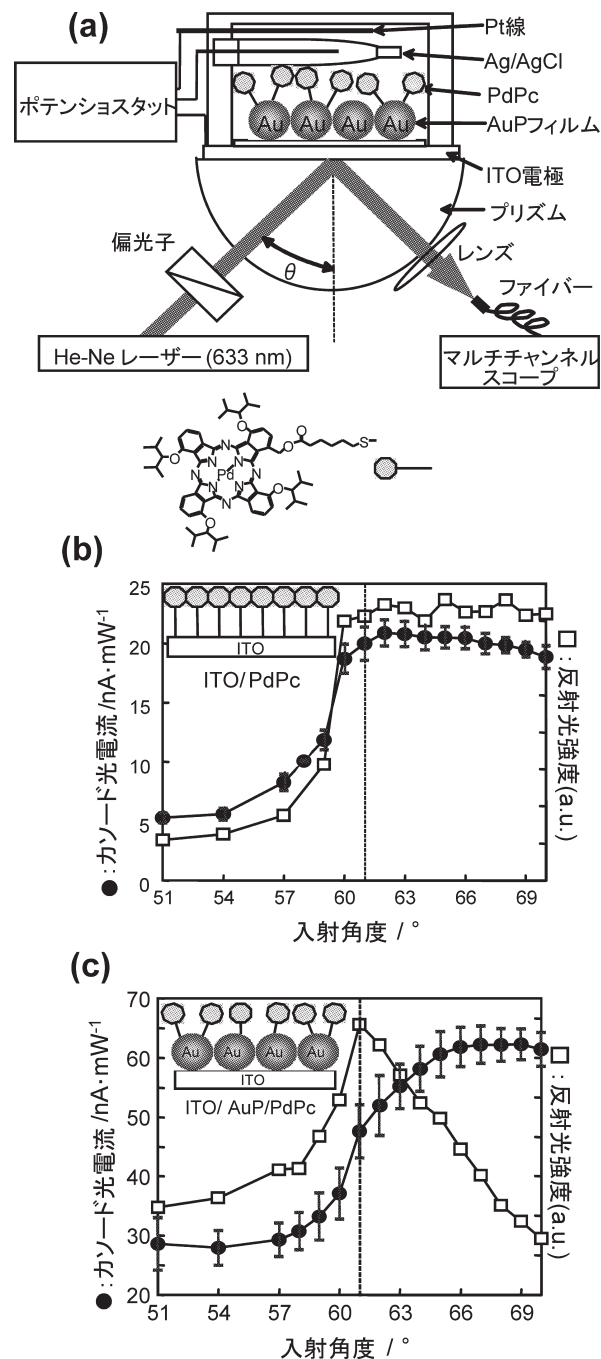 (a)
Pt線
Ag/AgCl
PdPc
AuPフィルム
ITO電極
プリズム
レンズ
ファイバー
マルチチャンネル
スコープ
ポテンショスタット
Au Au Au Au
偏光子
θ
He-Ne レーザー (633 nm)
O O S
O
N N N
N Pd N
N N N
O
O
(b)
25
20
15
10
5
0
51 54 57 60 63 66 69
ITO
ITO/ PdPc
●:カソード光電流/nA·mW-1
□:反射光強度(a.u.)
入射角度 / °
(c)
70
60
50
40
30
20
51 54 57 60 63 66 69
Au Au Au Au
ITO
ITO/ AuP/PdPc
●:カソード光電流/nA·mW-1
□:反射光強度(a.u.)
入射角度 / °